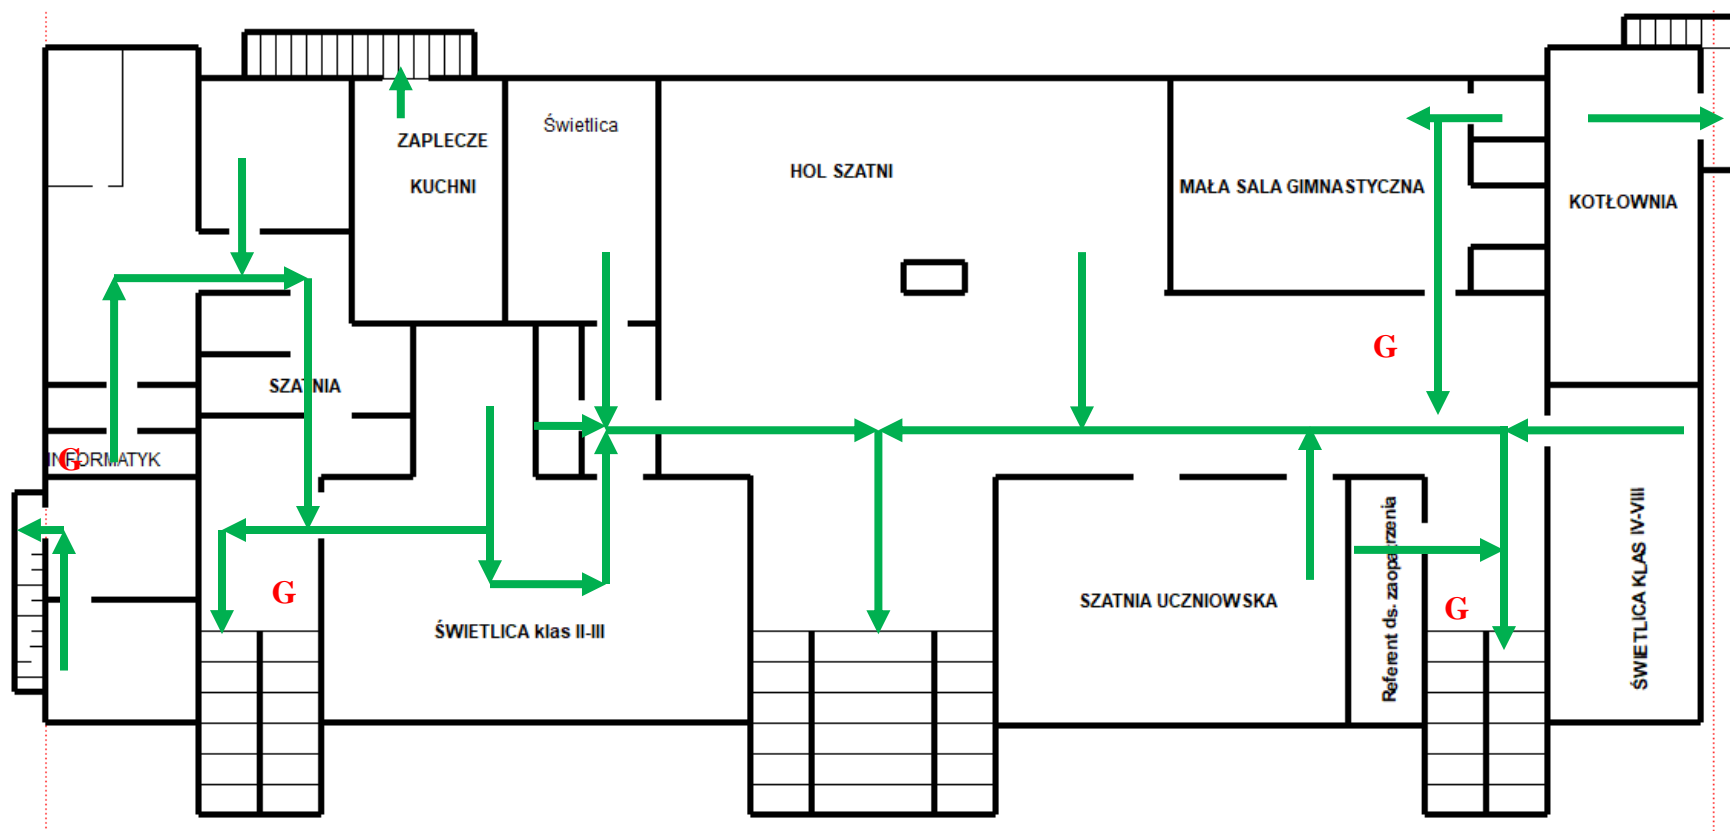 Świetlica
ZAPLECZE
KUCHNI
HOL SZATNI
MAŁA SALA GIMNASTYCZNA
KOTŁOWNIA
G
SZATNIA
INFORMATYK
G
G
ŚWIETLICA klas II-III
SZATNIA UCZNIOWSKA
Referent ds. zaopatrzenia
G
ŚWIETLICA KLAS IV-VIII